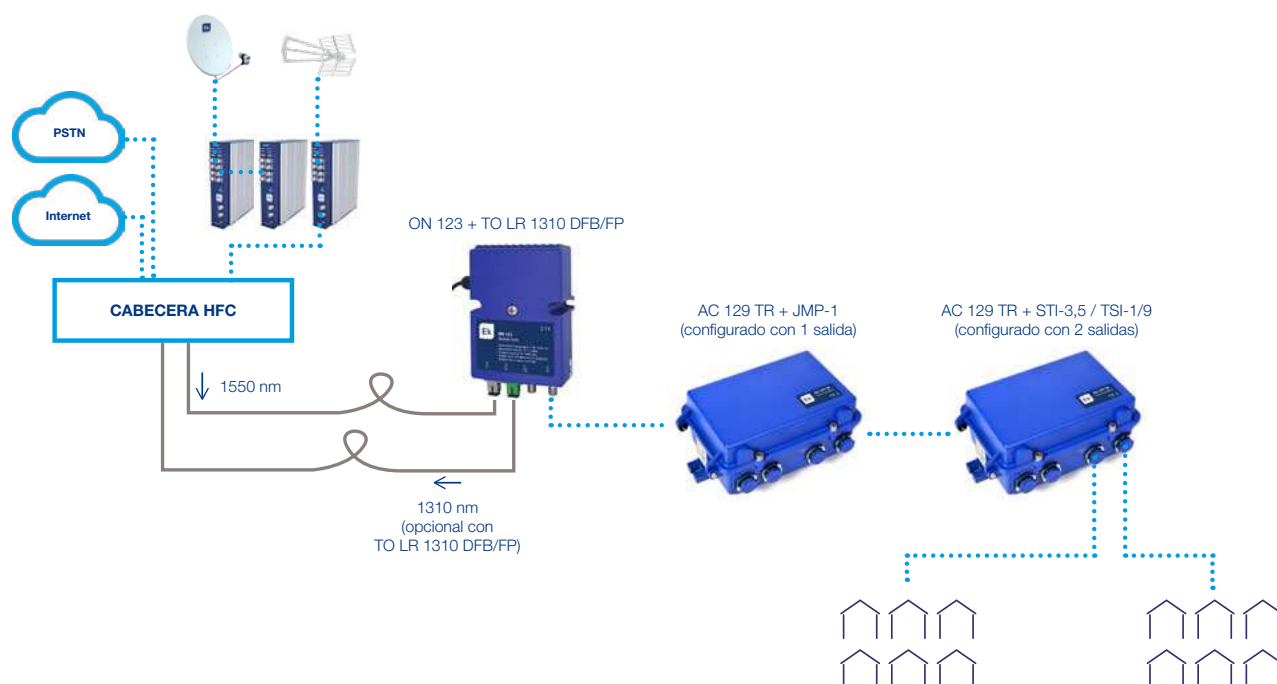 PSTN
Internet
CABECERA HFC
ON 123 + TO LR 1310 DFB/FP
Ek
1550 nm
1310 nm
(opcional con
TO LR 1310 DFB/FP)
AC 129 TR + JMP-1
(configurado con 1 salida)
AC 129 TR + STI-3,5 / TSI-1/9
(configurado con 2 salidas)